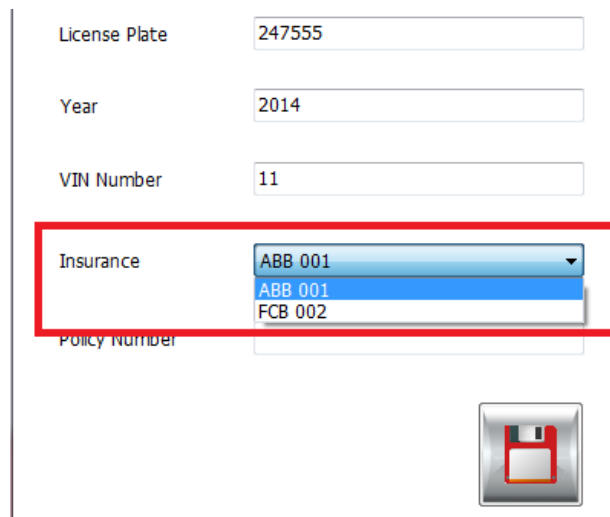 License Plate 247555
Year 2014
VIN Number 11
Insurance ABB 001
ABB 001
FCB 002
Policy Number